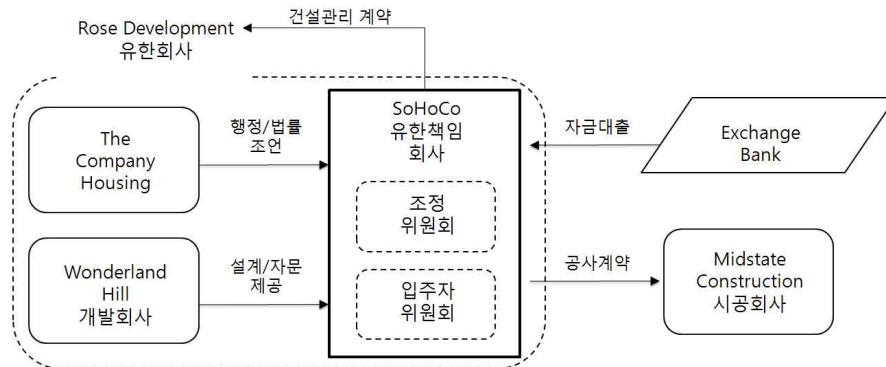 건설관리 계약
Rose Development
유한회사
The
Company
Housing
행정/법률
조언
SoHoCo
유한책임
회사
자금대출
Exchange
Bank
조정
위원회
Wonderland
Hill
개발회사
설계/자문
제공
입주자
위원회
공사계약
Midstate
Construction
시공회사